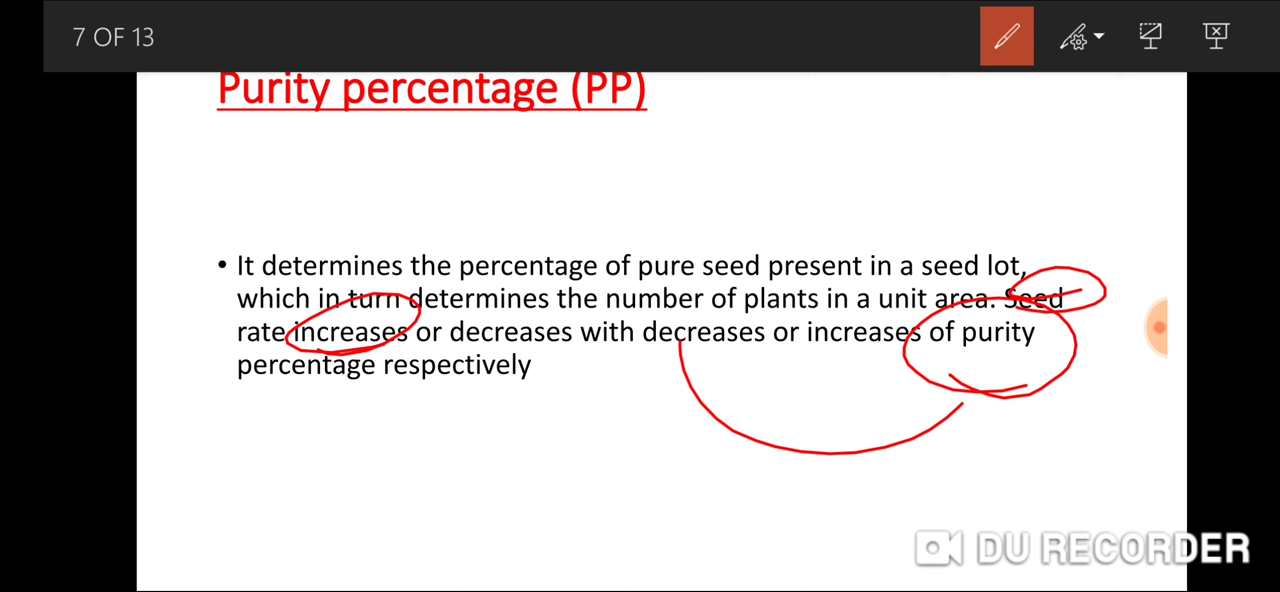 7 OF 13
Purity percentage (PP)
• It determines the percentage of pure seed present in a seed lot,
which in turn determines the number of plants in a unit area. Seed
rate increases or decreases with decreases or increases of purity
percentage respectively
DU RECORDER